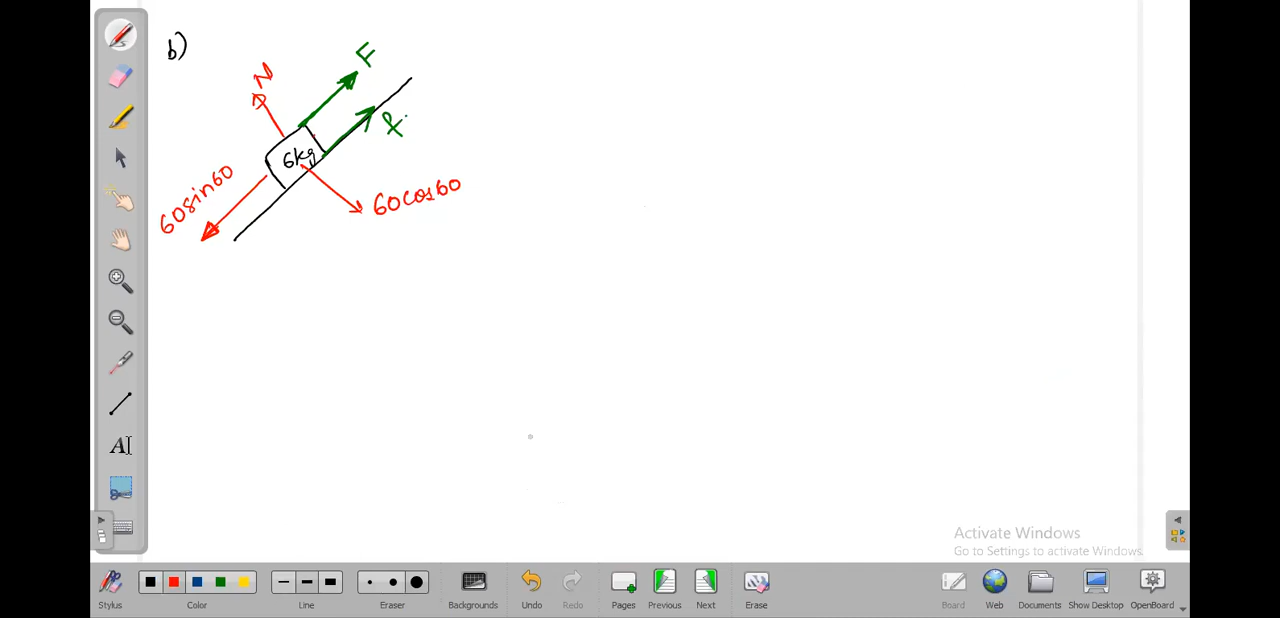 b)
F
N
f
6kg
60sin60
60cos60
A
Activate Windows
Go to Settings to activate Windows.
Stylus
Color
Line
Eraser
Backgrounds
Undo
Redo
Pages
Previous
Next
Erase
Board
Web
Documents
Show Desktop
OpenBoard